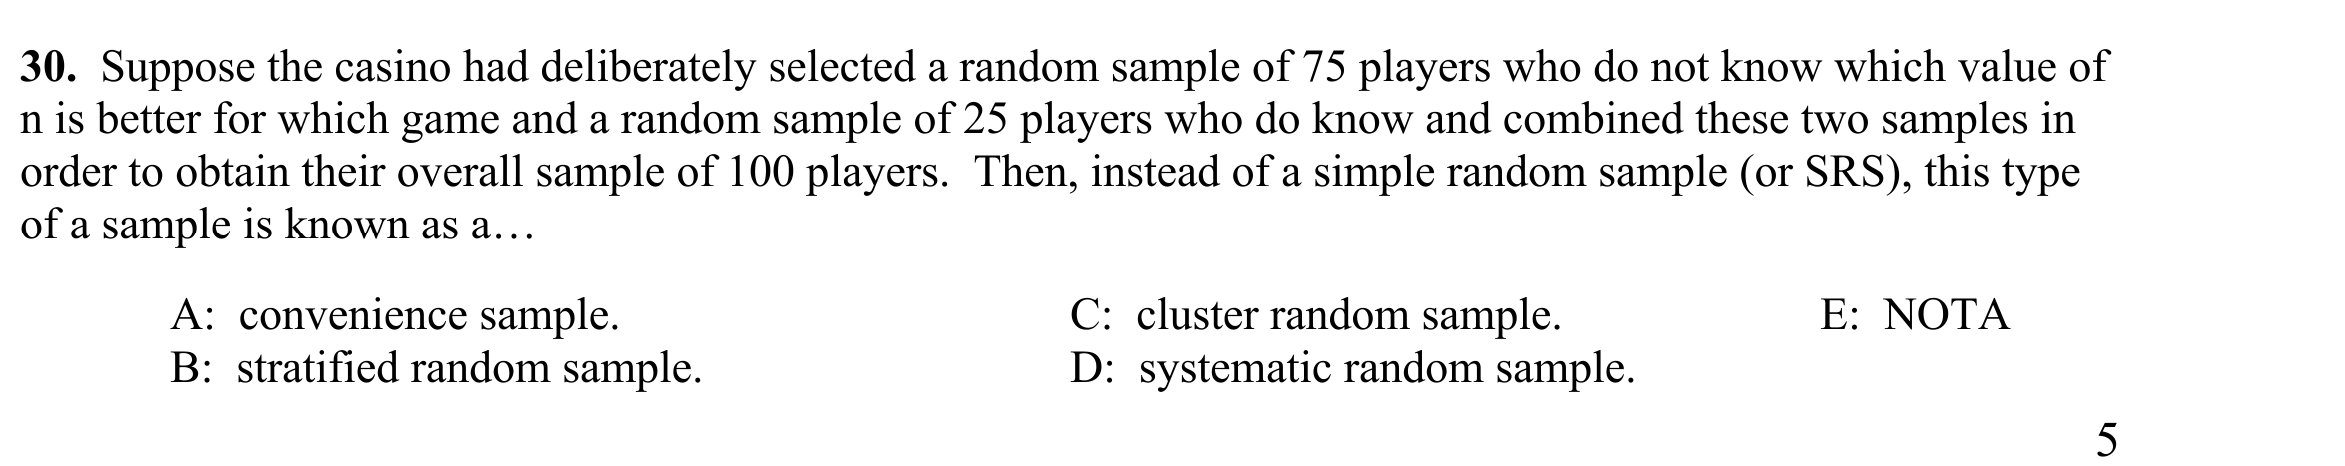 30. Suppose the casino had deliberately selected a random sample of 75 players who do not know which value of
n is better for which game and a random sample of 25 players who do know and combined these two samples in
order to obtain their overall sample of 100 players. Then, instead of a simple random sample (or SRS), this type
of a sample is known as a…
A: convenience sample. C: cluster random sample. E: NOTA
B: stratified random sample. D: systematic random sample.
5